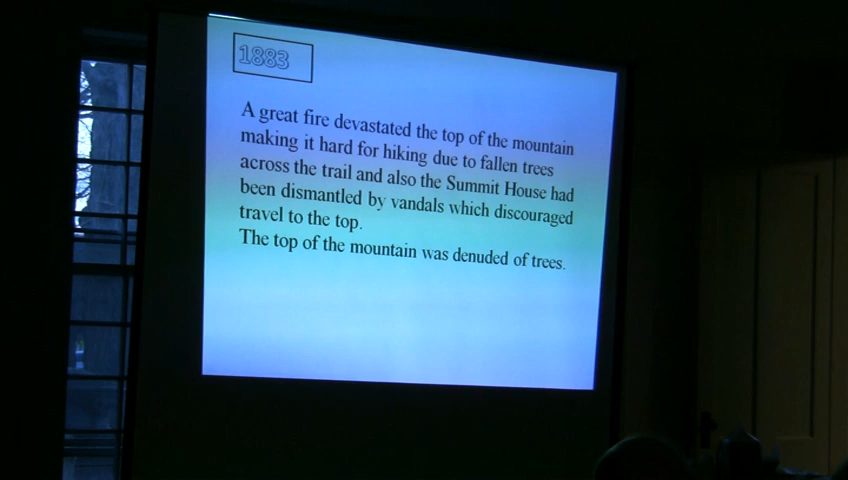 1883
A great fire devastated the top of the mountain
making it hard for hiking due to fallen trees
across the trail and also the Summit House had
been dismantled by vandals which discouraged
travel to the top.
The top of the mountain was denuded of trees.